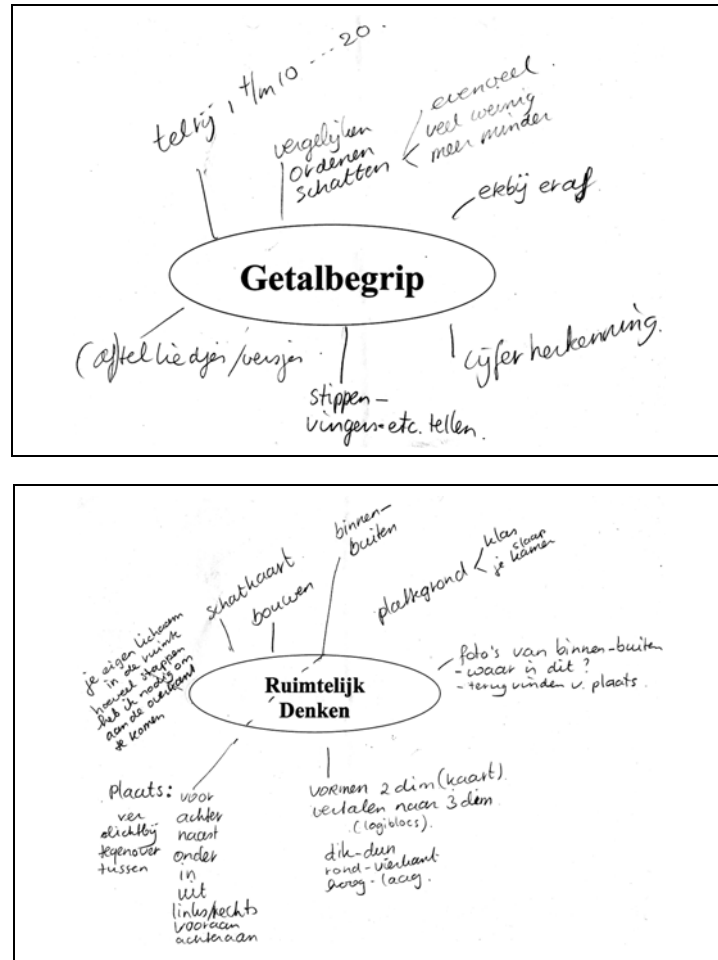 telrij 1 t/m 10 ... 20.
vergelijken
ordenen
schatten
evenveel
veel weinig
meer minder
erbij eraf
Getalbegrip
(af)tel liedjes/versjes
cijferherkenning.
stippen-
vingers- etc. tellen.
binnen-
buiten
schatkaart
bouwen
plattegrond
klas
slaap
je kamer
je eigen lichaam
in de ruimte
hoeveel stappen
heb ik nodig om
aan de overkant
te komen
foto's van binnen-buiten
- waar is dit?
- terug vinden v. plaats.
Ruimtelijk
Denken
Plaats:
ver
dichtbij
tegenover
tussen
voor
achter
naast
onder
in
uit
links/rechts
vooraan
achteraan
vormen 2 dim (kaart).
vertalen naar 3 dim.
(logiblocs).
dik-dun
rond-vierkant
hoog-laag.